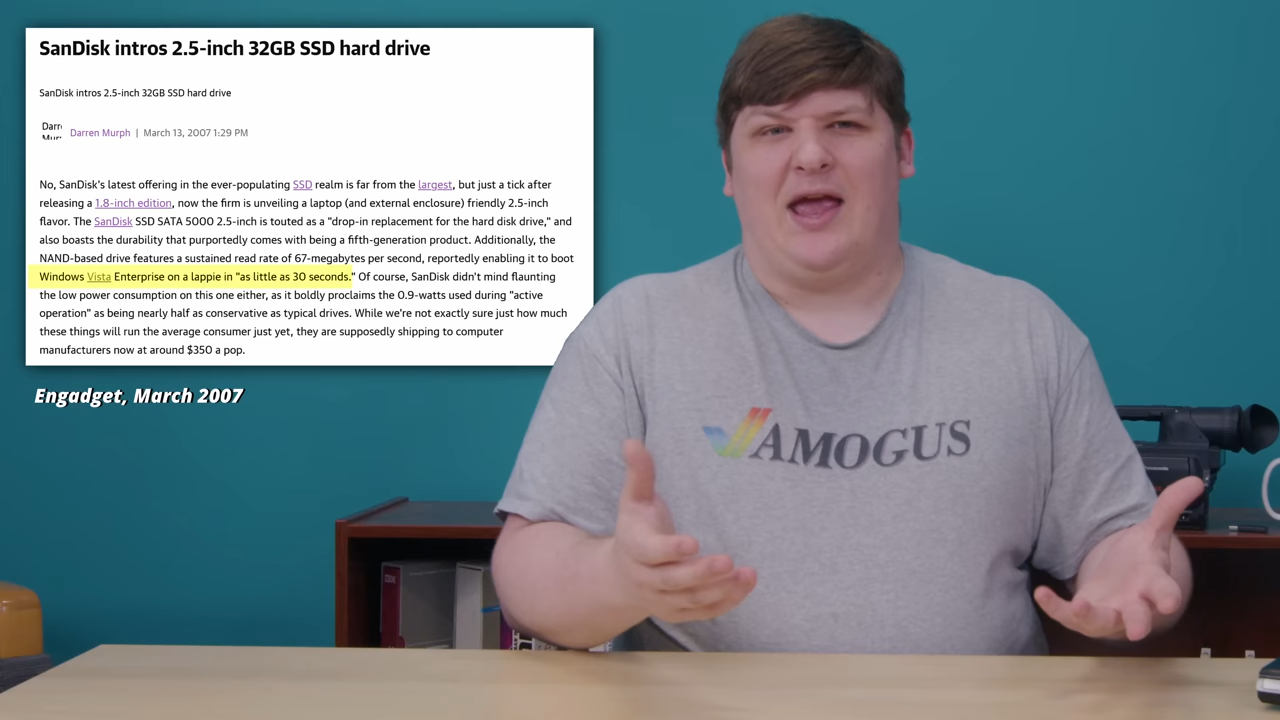 SanDisk intros 2.5-inch 32GB SSD hard drive
SanDisk intros 2.5-inch 32GB SSD hard drive
Darren Murph | March 13, 2007 1:29 PM
No, SanDisk's latest offering in the ever-populating SSD realm is far from the largest, but just a tick after
releasing a 1.8-inch edition, now the firm is unveiling a laptop (and external enclosure) friendly 2.5-inch
flavor. The SanDisk SSD SATA 5000 2.5-inch is touted as a "drop-in replacement for the hard disk drive," and
also boasts the durability that purportedly comes with being a fifth-generation product. Additionally, the
NAND-based drive features a sustained read rate of 67-megabytes per second, reportedly enabling it to boot
Windows Vista Enterprise on a lappie in "as little as 30 seconds." Of course, SanDisk didn't mind flaunting
the low power consumption on this one either, as it boldly proclaims the 0.9-watts used during "active
operation" as being nearly half as conservative as typical drives. While we're not exactly sure just how much
these things will run the average consumer just yet, they are supposedly shipping to computer
manufacturers now at around $350 a pop.
Engadget, March 2007
AMOGUS